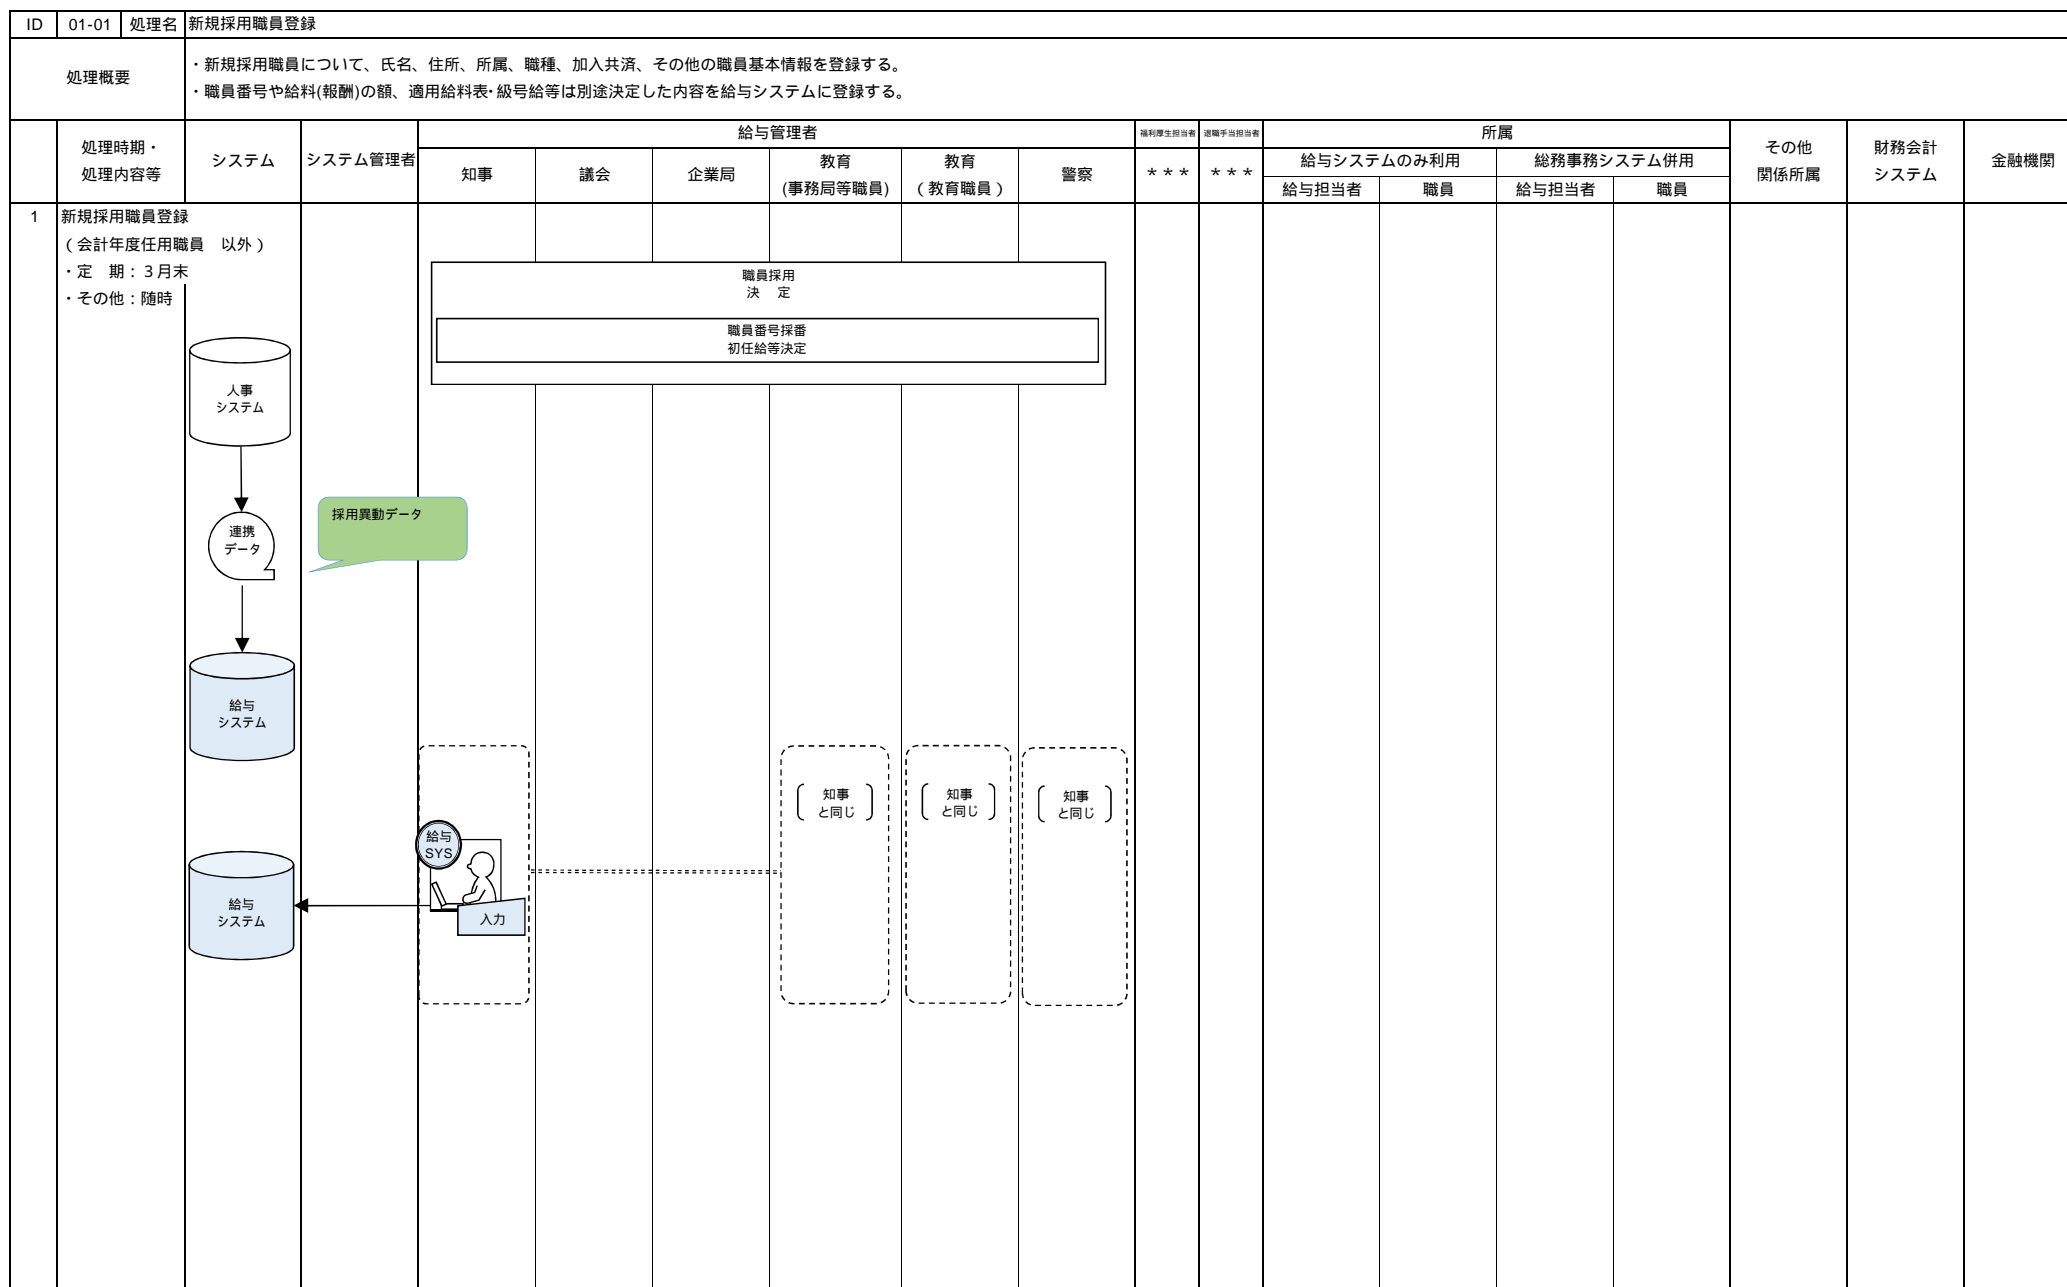 ID 01-01 処理名 新規採用職員登録
処理概要
・新規採用職員について、氏名、住所、所属、職種、加入共済、その他の職員基本情報を登録する。
・職員番号や給料(報酬)の額、適用給料表・級号給等は別途決定した内容を給与システムに登録する。
処理時期・
処理内容等
システム
システム管理者
給与管理者
知事
議会
企業局
教育
(事務局等職員)
教育
（教育職員）
警察
福利厚生担当者
＊＊＊
退職手当担当者
＊＊＊
所属
給与システムのみ利用
給与担当者
職員
総務事務システム併用
給与担当者
職員
その他
関係所属
財務会計
システム
金融機関
1 新規採用職員登録
（会計年度任用職員　以外）
・定　期：３月末
・その他：随時
職員採用
決　定
職員番号採番
初任給等決定
人事
システム
連携
データ
採用異動データ
給与
システム
知事
と同じ
知事
と同じ
知事
と同じ
給与
SYS
入力
給与
システム